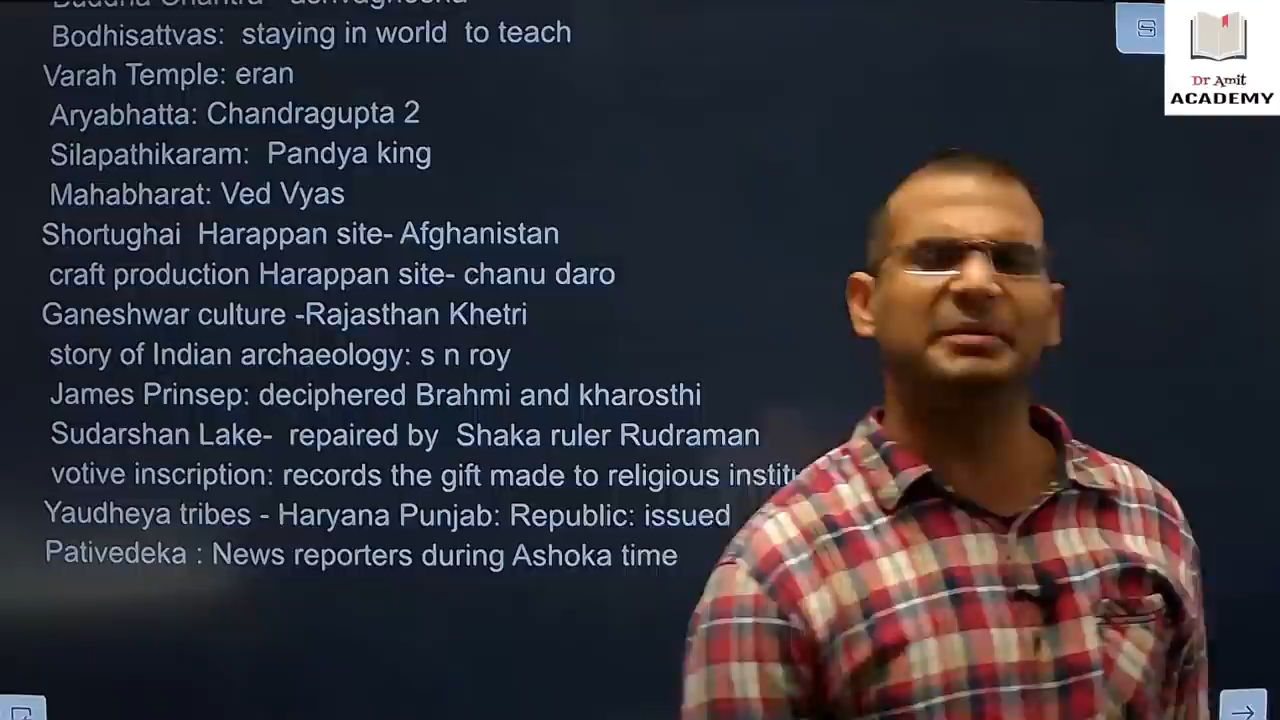 Bodhisattvas: staying in world to teach
Varah Temple: eran
Aryabhatta: Chandragupta 2
Silapathikaram: Pandya king
Mahabharat: Ved Vyas
Shortughai Harappan site- Afghanistan
craft production Harappan site- chanu daro
Ganeshwar culture -Rajasthan Khetri
story of Indian archaeology: s n roy
James Prinsep: deciphered Brahmi and kharosthi
Sudarshan Lake- repaired by Shaka ruler Rudraman
votive inscription: records the gift made to religious
Yaudheya tribes - Haryana Punjab: Republic: issued
Pativedeka : News reporters during Ashoka time
Dr Amit
ACADEMY